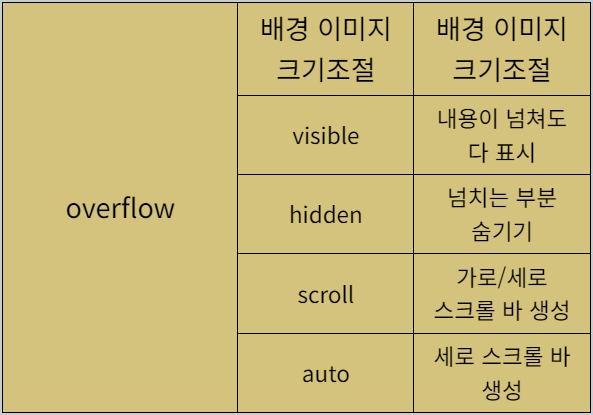 overflow
배경 이미지
크기조절
배경 이미지
크기조절
visible
내용이 넘쳐도
다 표시
hidden
넘치는 부분
숨기기
scroll
가로/세로
스크롤 바 생성
auto
세로 스크롤 바
생성